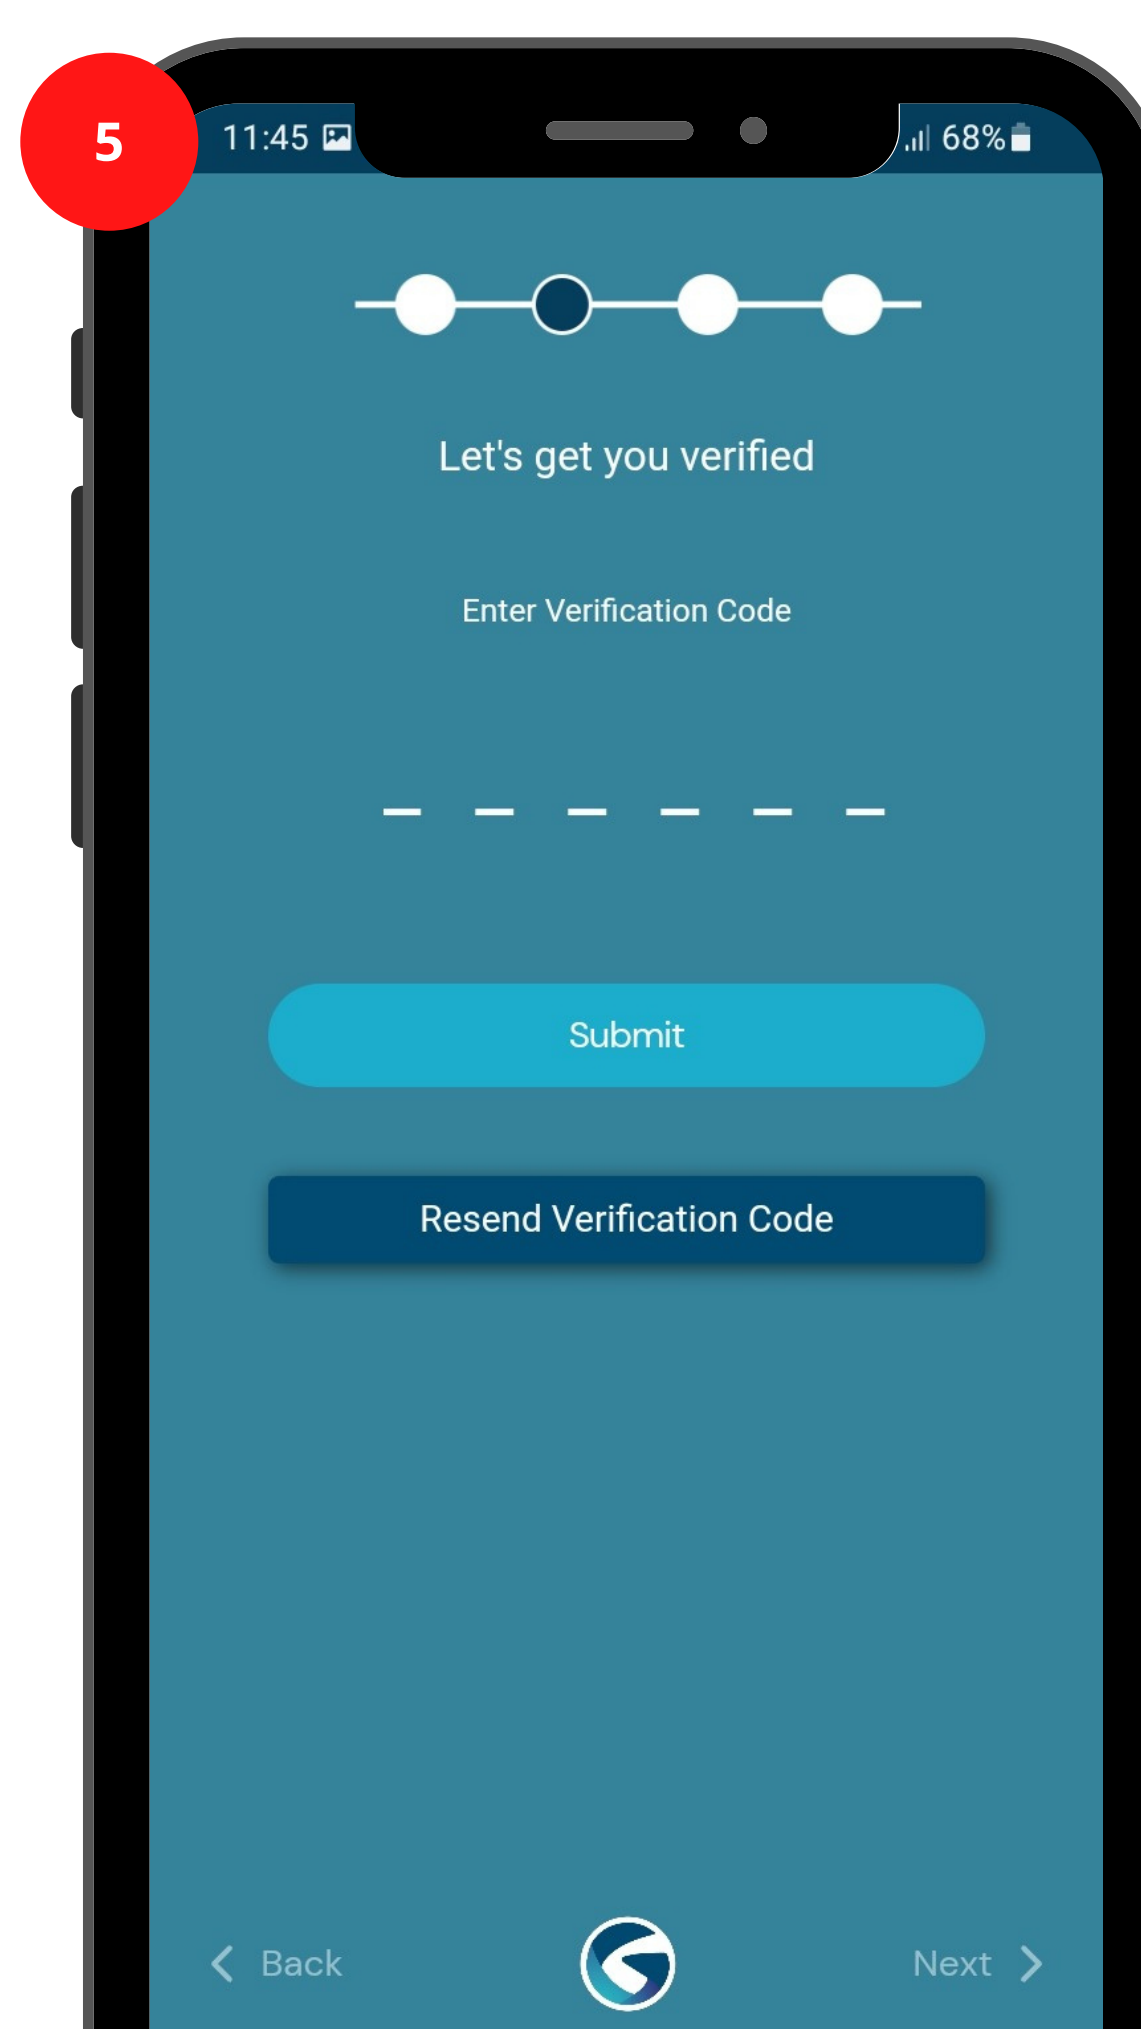 5
11:45
68%
Let's get you verified
Enter Verification Code
Submit
Resend Verification Code
Back
Next